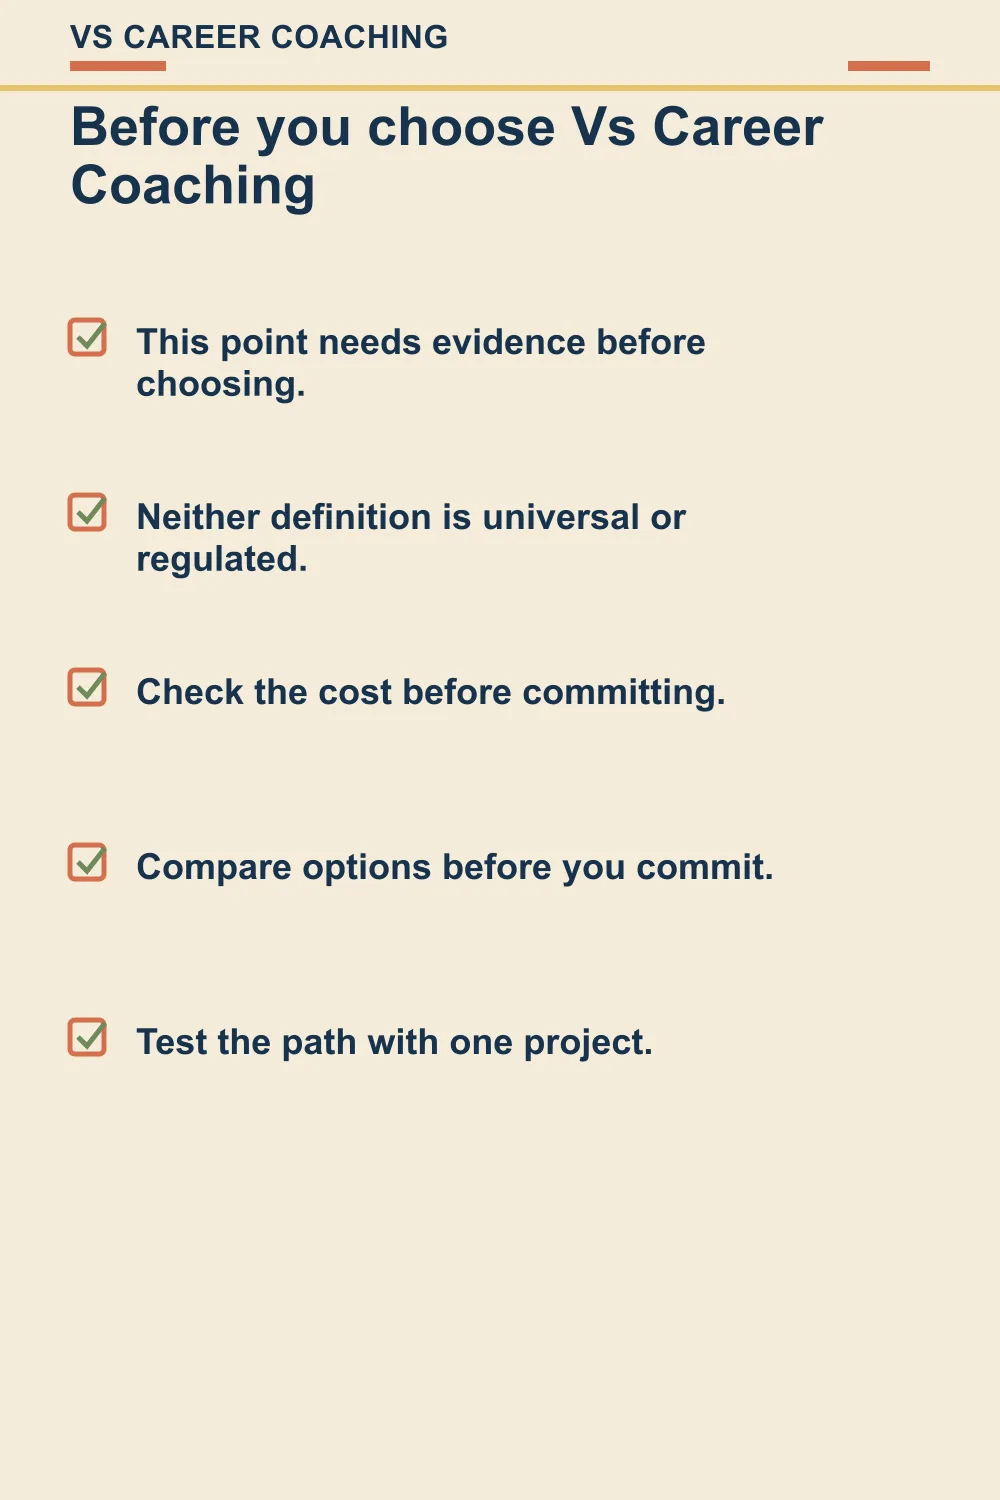 VS CAREER COACHING
Before you choose Vs Career
Coaching
This point needs evidence before
choosing.
Neither definition is universal or
regulated.
Check the cost before committing.
Compare options before you commit.
Test the path with one project.